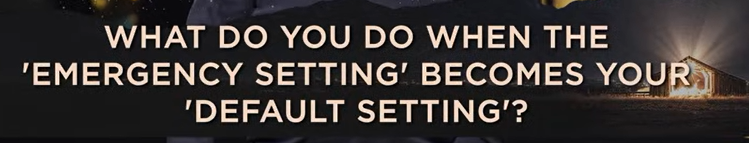 WHAT DO YOU DO WHEN THE
'EMERGENCY SETTING' BECOMES YOUR
'DEFAULT SETTING'?